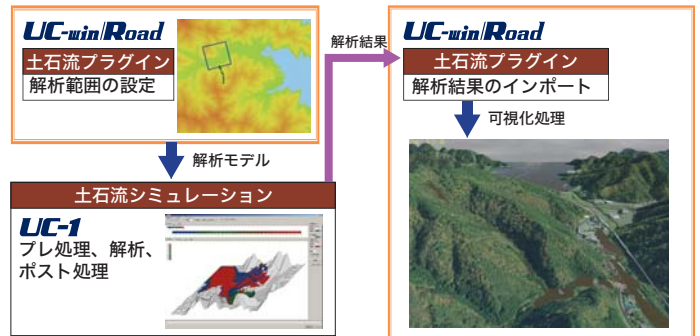 UC-win/Road
土石流プラグイン
解析範囲の設定
解析モデル
土石流シミュレーション
UC-1
プレ処理、解析、
ポスト処理
解析結果
UC-win/Road
土石流プラグイン
解析結果のインポート
可視化処理